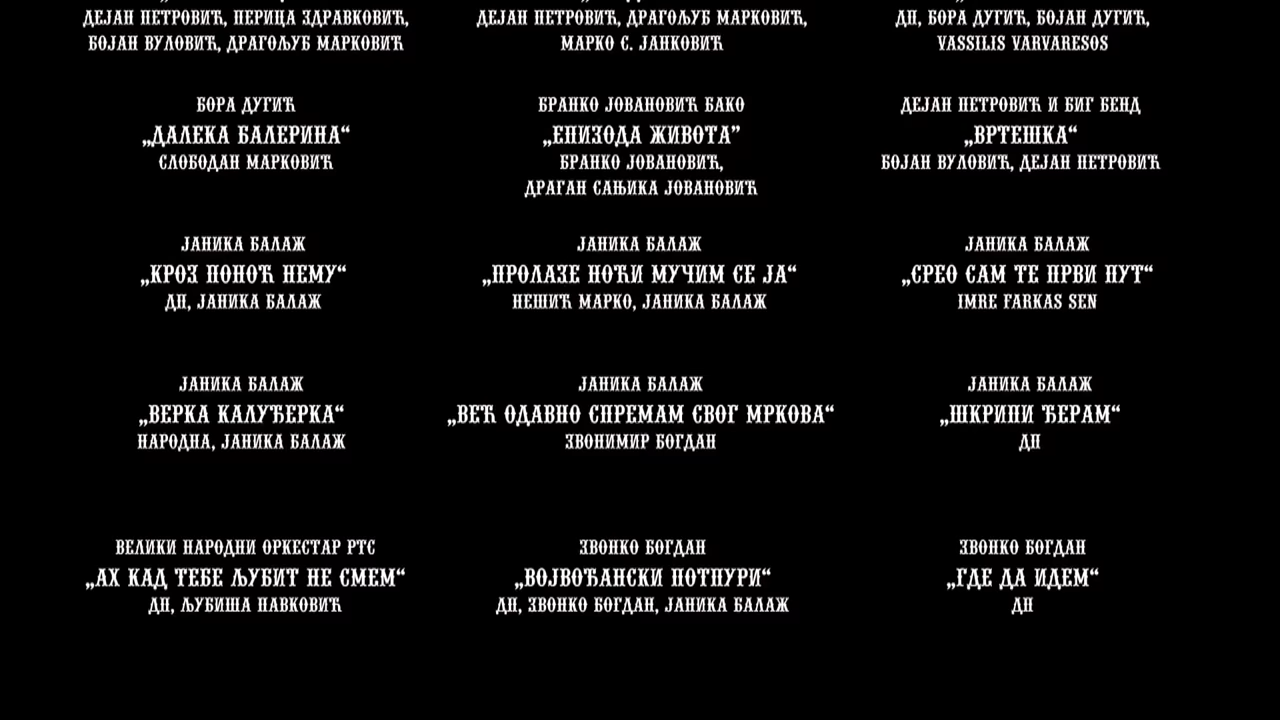 ДЕЈАН ПЕТРОВИЋ, ПЕРИЦА ЗДРАВКОВИЋ,
БОЈАН ВУЛОВИЋ, ДРАГОЉУБ МАРКОВИЋ
ДЕЈАН ПЕТРОВИЋ, ДРАГОЉУБ МАРКОВИЋ,
МАРКО С. ЈАНКОВИЋ
ДП, БОРА ДУГИЋ, БОЈАН ДУГИЋ,
VASSILIS VARVARESOS
БОРА ДУГИЋ
„ДАЛЕКА БАЛЕРИНА“
СЛОБОДАН МАРКОВИЋ
БРАНКО ЈОВАНОВИЋ БАКО
„ЕПИЗОДА ЖИВОТА”
БРАНКО ЈОВАНОВИЋ,
ДРАГАН САЊИКА ЈОВАНОВИЋ
ДЕЈАН ПЕТРОВИЋ И БИГ БЕНД
„ВРТЕШКА“
БОЈАН ВУЛОВИЋ, ДЕЈАН ПЕТРОВИЋ
ЈАНИКА БАЛАЖ
„КРОЗ ПОНОЋ НЕМУ“
ДП, ЈАНИКА БАЛАЖ
ЈАНИКА БАЛАЖ
„ПРОЛАЗЕ НОЋИ МУЧИМ СЕ ЈА“
НЕШИЋ МАРКО, ЈАНИКА БАЛАЖ
ЈАНИКА БАЛАЖ
„СРЕО САМ ТЕ ПРВИ ПУТ“
IMRE FARKAS SEN
ЈАНИКА БАЛАЖ
„ВЕРКА КАЛУЂЕРКА“
НАРОДНА, ЈАНИКА БАЛАЖ
ЈАНИКА БАЛАЖ
„ВЕЋ ОДАВНО СПРЕМАМ СВОГ МРКОВА“
ЗВОНИМИР БОГДАН
ЈАНИКА БАЛАЖ
„ШКРИПИ ЂЕРАМ“
ДП
ВЕЛИКИ НАРОДНИ ОРКЕСТАР РТС
„АХ КАД ТЕБЕ ЉУБИТ НЕ СМЕМ“
ДП, ЉУБИША ПАВКОВИЋ
ЗВОНКО БОГДАН
„ВОЈВОЂАНСКИ ПОТПУРИ“
ДП, ЗВОНКО БОГДАН, ЈАНИКА БАЛАЖ
ЗВОНКО БОГДАН
„ГДЕ ДА ИДЕМ“
ДП